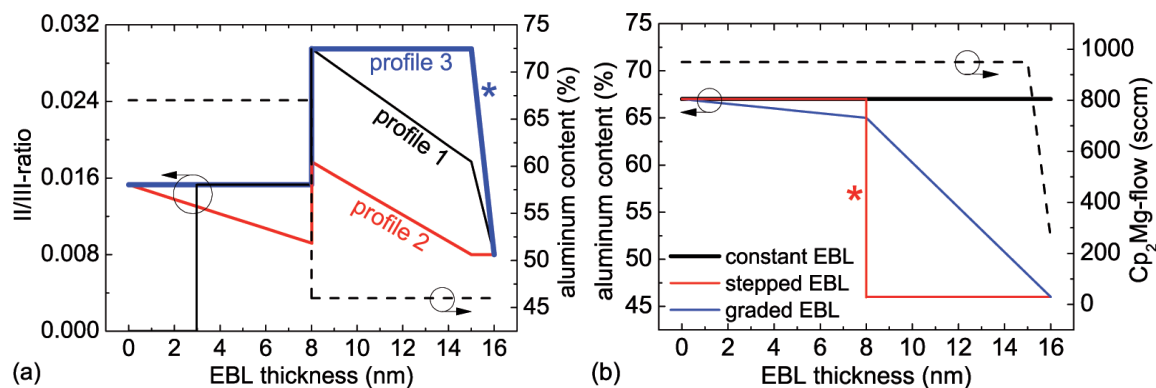 0.032
0.024
0.016
0.008
0.000
II/III-ratio
profile 3
*
profile 1
profile 2
75
70
65
60
55
50
45
aluminum content (%)
0 2 4 6 8 10 12 14 16
(a)
EBL thickness (nm)
75
70
65
60
55
50
45
aluminum content (%)
*
constant EBL
stepped EBL
graded EBL
1000
800
600
400
200
0
Cp2Mg-flow (sccm)
0 2 4 6 8 10 12 14 16
(b)
EBL thickness (nm)